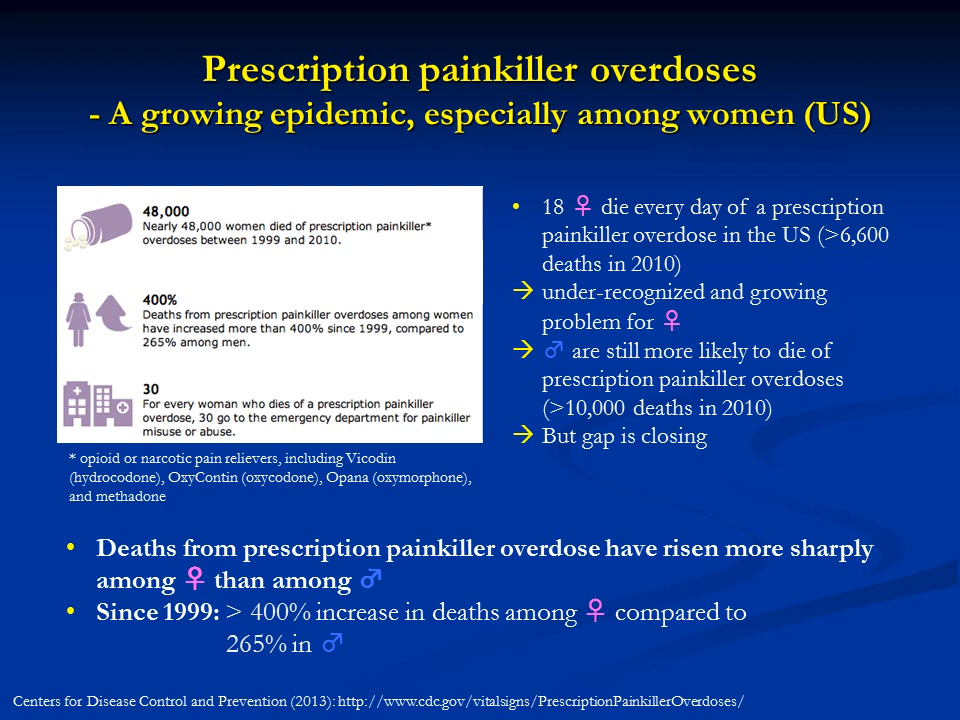 Prescription painkiller overdoses
- A growing epidemic, especially among women (US)
48,000
Nearly 48,000 women died of prescription painkiller*
overdoses between 1999 and 2010.
400%
Deaths from prescription painkiller overdoses among women
have increased more than 400% since 1999, compared to
265% among men.
30
For every woman who dies of a prescription painkiller
overdose, 30 go to the emergency department for painkiller
misuse or abuse.
* opioid or narcotic pain relievers, including Vicodin
(hydrocodone), OxyContin (oxycodone), Opana (oxymorphone),
and methadone
• 18 ♀ die every day of a prescription
painkiller overdose in the US (>6,600
deaths in 2010)
→ under-recognized and growing
problem for ♀
→ ♂ are still more likely to die of
prescription painkiller overdoses
(>10,000 deaths in 2010)
→ But gap is closing
• Deaths from prescription painkiller overdose have risen more sharply
among ♀ than among ♂
• Since 1999: > 400% increase in deaths among ♀ compared to
265% in ♂
Centers for Disease Control and Prevention (2013): http://www.cdc.gov/vitalsigns/PrescriptionPainkillerOverdoses/